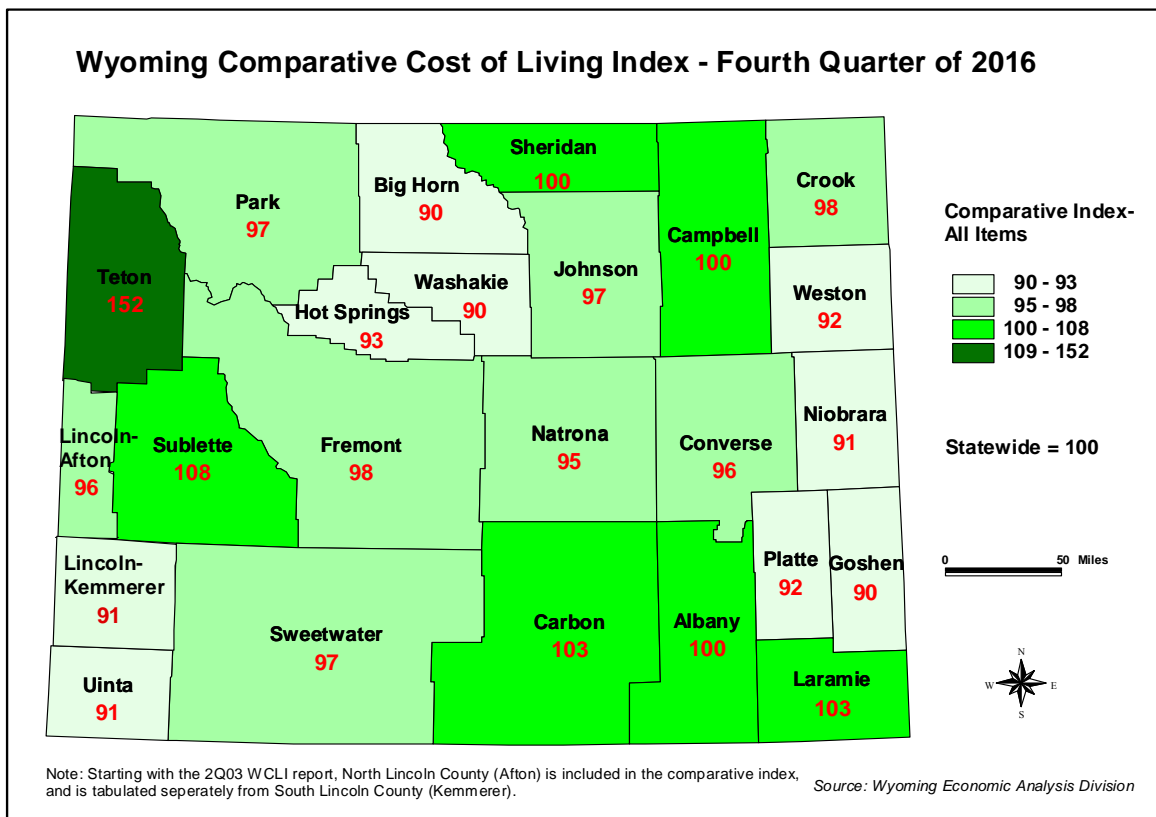 Wyoming Comparative Cost of Living Index - Fourth Quarter of 2016
Sheridan
100
Big Horn
90
Crook
98
Park
97
Campbell
100
Johnson
97
Teton
152
Washakie
90
Weston
92
Hot Springs
93
Comparative Index-
All Items
90 - 93
95 - 98
100 - 108
109 - 152
Niobrara
91
Lincoln-
Afton
96
Sublette
108
Fremont
98
Natrona
95
Converse
96
Statewide = 100
Lincoln-
Kemmerer
91
Platte
92
Goshen
90
0 50 Miles
Sweetwater
97
Carbon
103
Albany
100
Uinta
91
Laramie
103
N
W E
S
Note: Starting with the 2Q03 WCLI report, North Lincoln County (Afton) is included in the comparative index,
and is tabulated seperately from South Lincoln County (Kemmerer).
Source: Wyoming Economic Analysis Division